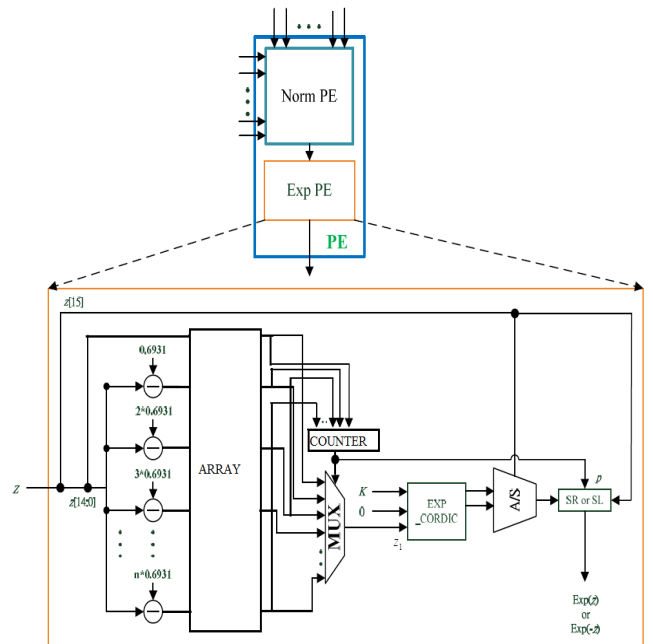 Norm PE
Exp PE
PE
z[15]
0.6931
2*0.6931
3*0.6931
n*0.6931
Z
z[14:0]
ARRAY
COUNTER
MUX
K
0
z1
EXP
_CORDIC
A/S
p
SR or SL
Exp(z)
or
Exp(-z)